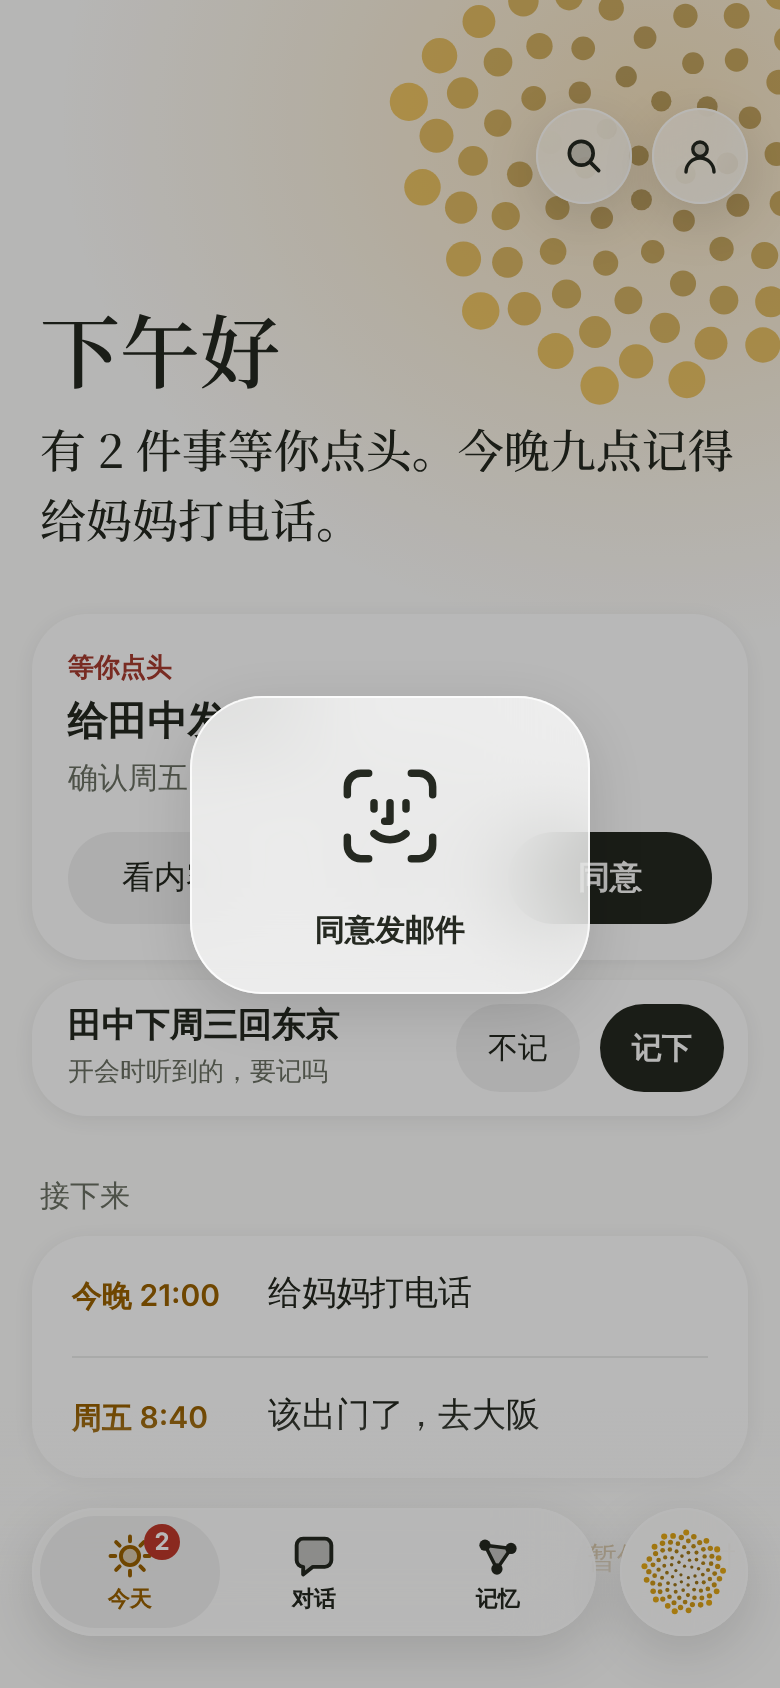 下午好
有 2 件事等你点头。今晚九点记得
给妈妈打电话。
等你点头
给田中发
确认周五
看内容
同意
同意发邮件
田中下周三回东京
开会时听到的，要记吗
不记
记下
接下来
今晚 21:00
给妈妈打电话
周五 8:40
该出门了，去大阪
2
今天
对话
记忆